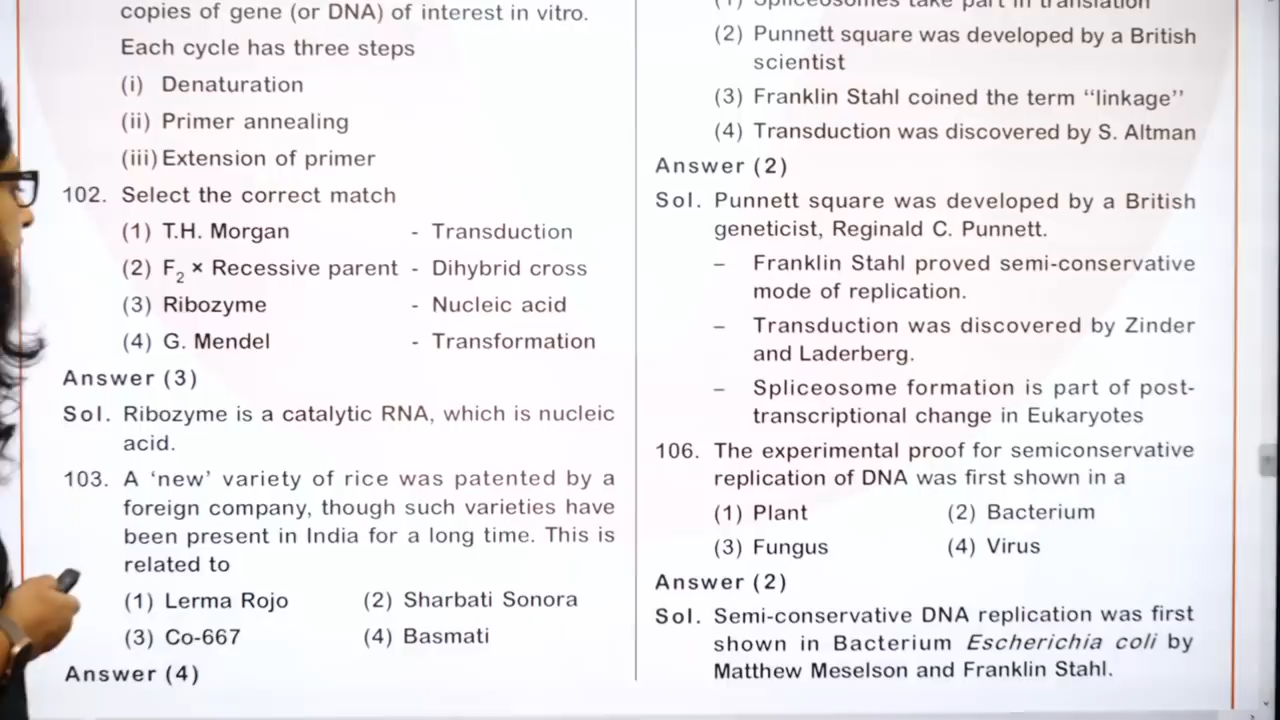 copies of gene (or DNA) of interest in vitro.
Each cycle has three steps
(i) Denaturation
(ii) Primer annealing
(iii) Extension of primer
102. Select the correct match
(1) T.H. Morgan - Transduction
(2) F2 × Recessive parent - Dihybrid cross
(3) Ribozyme - Nucleic acid
(4) G. Mendel - Transformation
Answer (3)
Sol. Ribozyme is a catalytic RNA, which is nucleic
acid.
103. A ‘new’ variety of rice was patented by a
foreign company, though such varieties have
been present in India for a long time. This is
related to
(1) Lerma Rojo (2) Sharbati Sonora
(3) Co-667 (4) Basmati
Answer (4)
(1) Spliceosomes take part in translation
(2) Punnett square was developed by a British
scientist
(3) Franklin Stahl coined the term ‘‘linkage’’
(4) Transduction was discovered by S. Altman
Answer (2)
Sol. Punnett square was developed by a British
geneticist, Reginald C. Punnett.
– Franklin Stahl proved semi-conservative
mode of replication.
– Transduction was discovered by Zinder
and Laderberg.
– Spliceosome formation is part of post-
transcriptional change in Eukaryotes
106. The experimental proof for semiconservative
replication of DNA was first shown in a
(1) Plant (2) Bacterium
(3) Fungus (4) Virus
Answer (2)
Sol. Semi-conservative DNA replication was first
shown in Bacterium Escherichia coli by
Matthew Meselson and Franklin Stahl.